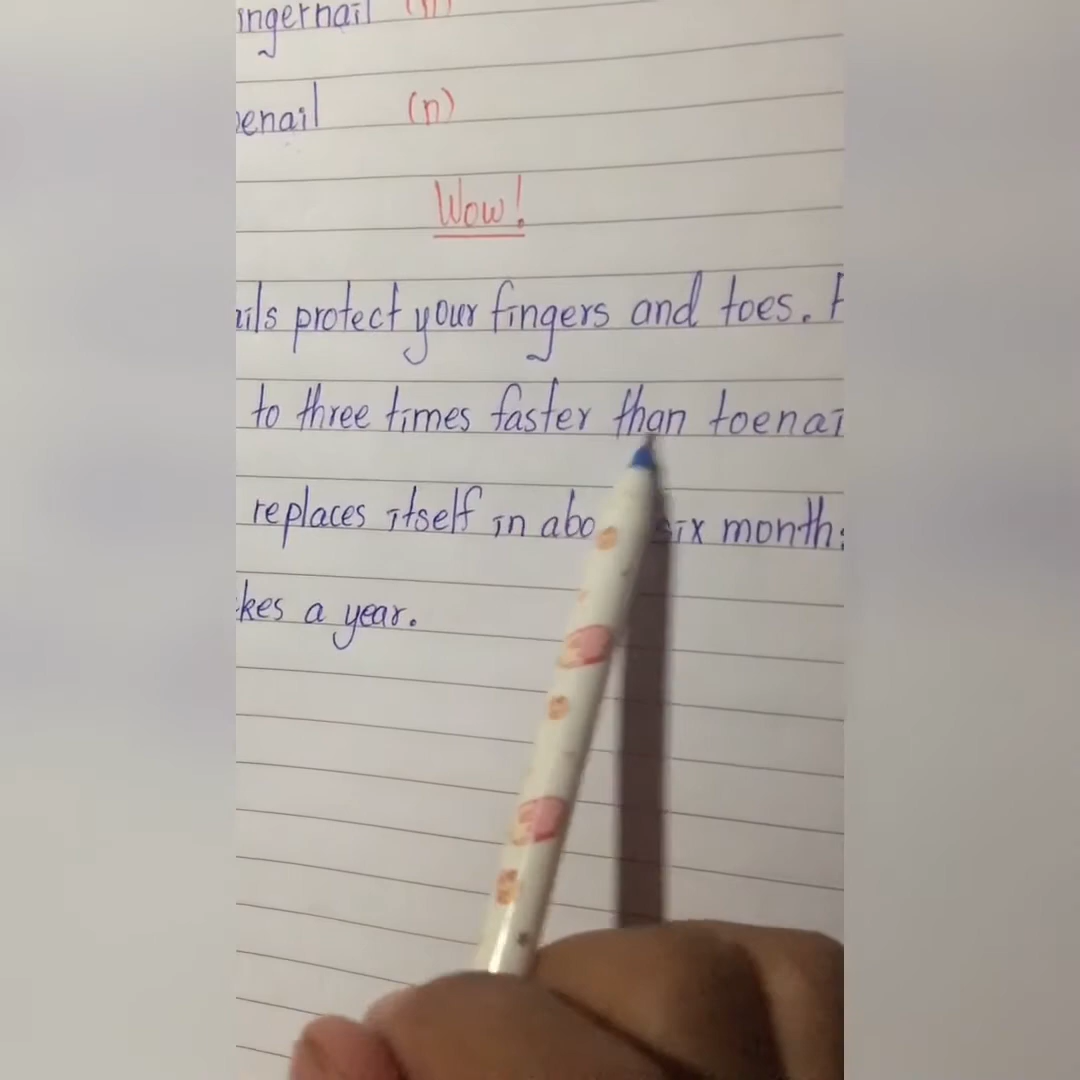 ingernail (n)
enail (n)
Wow!
ils protect your fingers and toes. F
to three times faster than toenai
replaces itself in abo six month
kes a year.